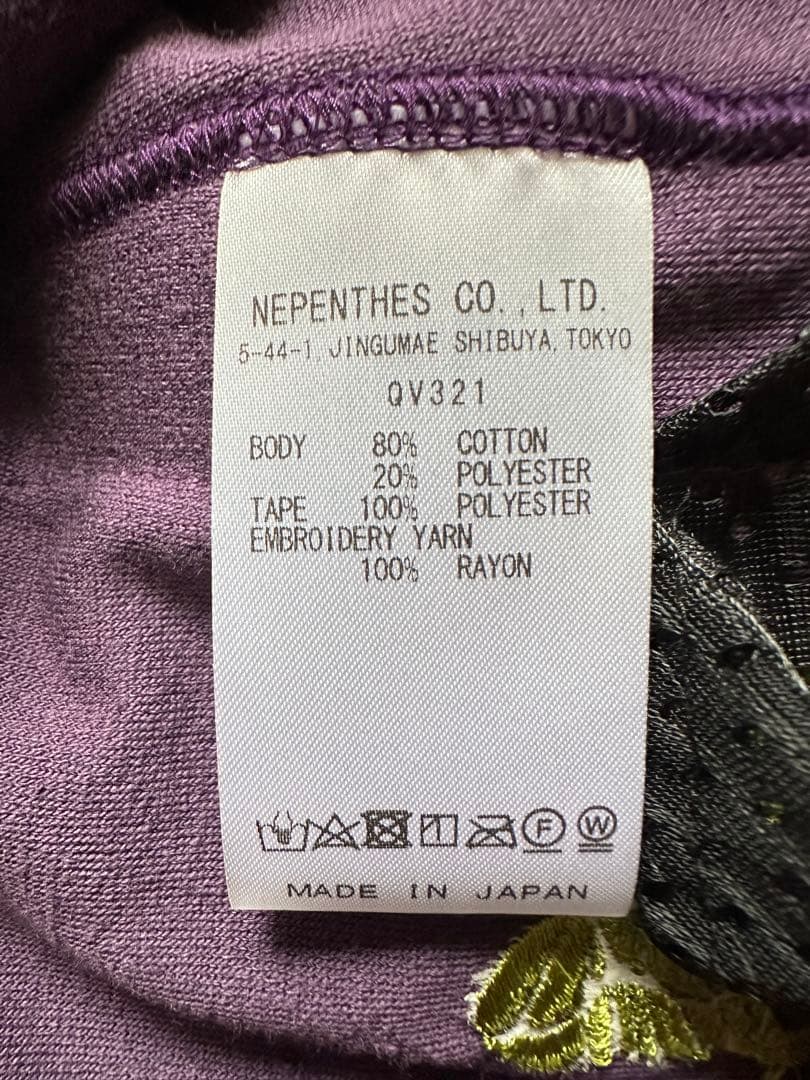 NEPENTHES CO.,LTD.
5-44-1,JINGUMAE SHIBUYA,TOKYO
QV321
BODY 80% COTTON
20% POLYESTER
TAPE 100% POLYESTER
EMBROIDERY YARN
100% RAYON
F W
MADE IN JAPAN